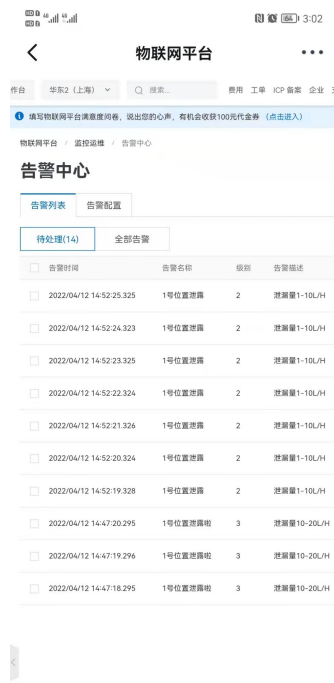 3:02
物联网平台
作台 华东2（上海） 搜索... 费用 工单 ICP 备案 企业
填写物联网平台满意度问卷，说出您的心声，有机会收获100元代金券 （点击进入）
物联网平台 / 监控运维 / 告警中心
告警中心
告警列表 告警配置
待处理(14) 全部告警
告警时间 告警名称 级别 告警描述
2022/04/12 14:52:25.325 1号位置泄露 2 泄漏量1-10L/H
2022/04/12 14:52:24.323 1号位置泄露 2 泄漏量1-10L/H
2022/04/12 14:52:23.325 1号位置泄露 2 泄漏量1-10L/H
2022/04/12 14:52:22.324 1号位置泄露 2 泄漏量1-10L/H
2022/04/12 14:52:21.326 1号位置泄露 2 泄漏量1-10L/H
2022/04/12 14:52:20.324 1号位置泄露 2 泄漏量1-10L/H
2022/04/12 14:52:19.328 1号位置泄露 2 泄漏量1-10L/H
2022/04/12 14:47:20.295 1号位置泄露啦 3 泄漏量10-20L/H
2022/04/12 14:47:19.296 1号位置泄露啦 3 泄漏量10-20L/H
2022/04/12 14:47:18.295 1号位置泄露啦 3 泄漏量10-20L/H